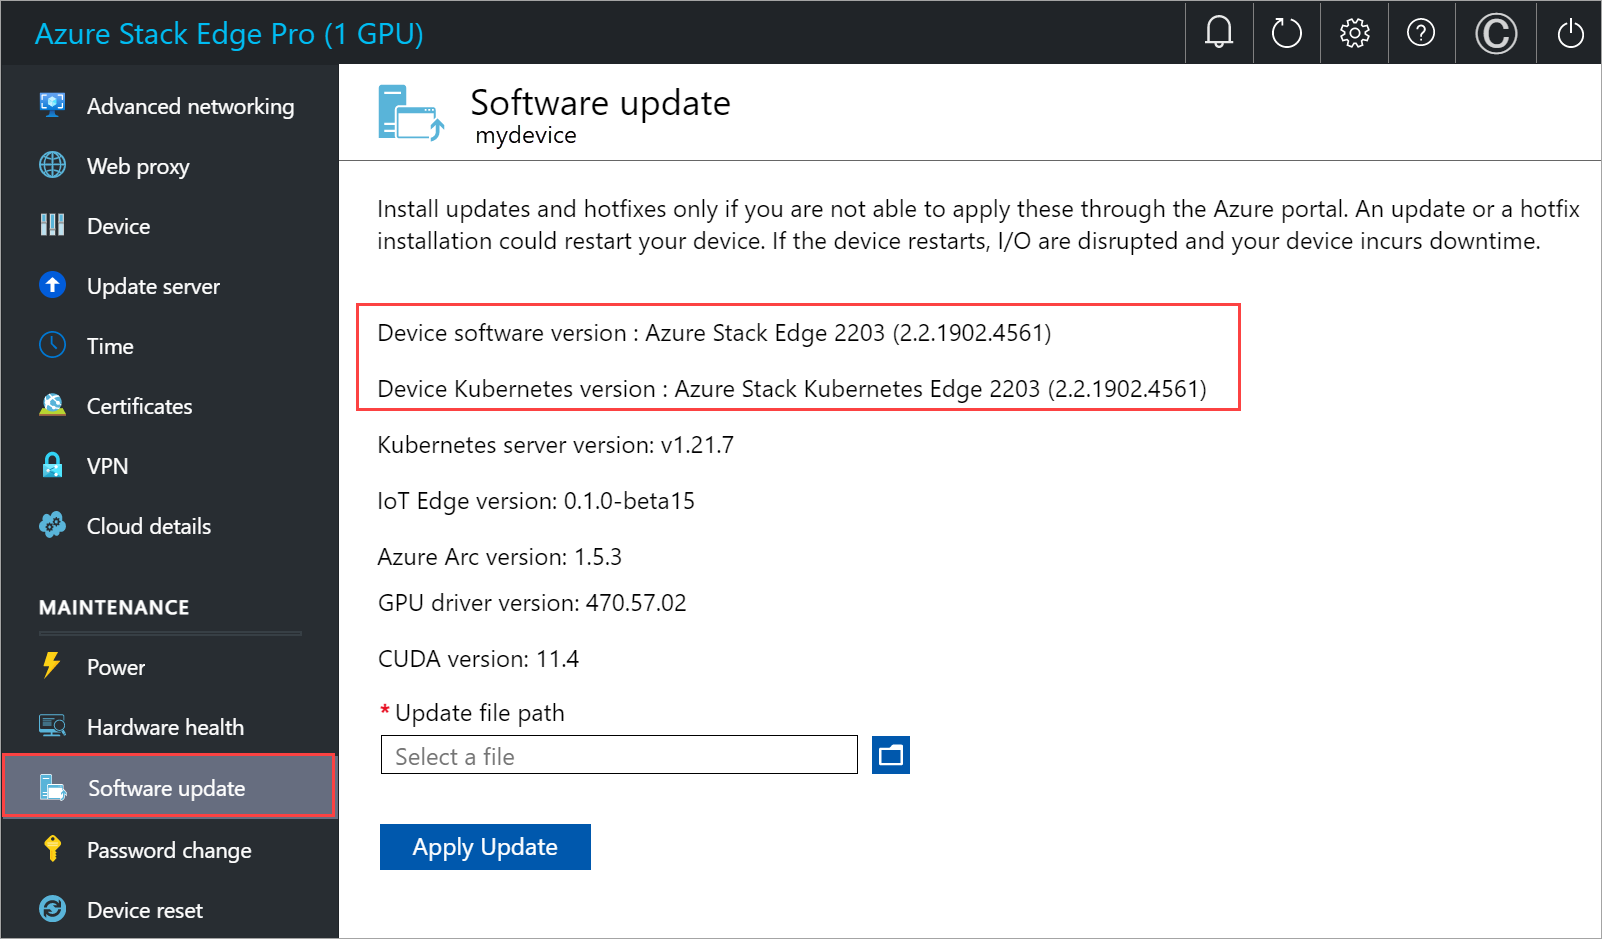 Azure Stack Edge Pro (1 GPU)
Advanced networking
Web proxy
Device
Update server
Time
Certificates
VPN
Cloud details
MAINTENANCE
Power
Hardware health
Software update
Password change
Device reset
Software update
mydevice
Install updates and hotfixes only if you are not able to apply these through the Azure portal. An update or a hotfix
installation could restart your device. If the device restarts, I/O are disrupted and your device incurs downtime.
Device software version : Azure Stack Edge 2203 (2.2.1902.4561)
Device Kubernetes version : Azure Stack Kubernetes Edge 2203 (2.2.1902.4561)
Kubernetes server version: v1.21.7
IoT Edge version: 0.1.0-beta15
Azure Arc version: 1.5.3
GPU driver version: 470.57.02
CUDA version: 11.4
* Update file path
Select a file
Apply Update